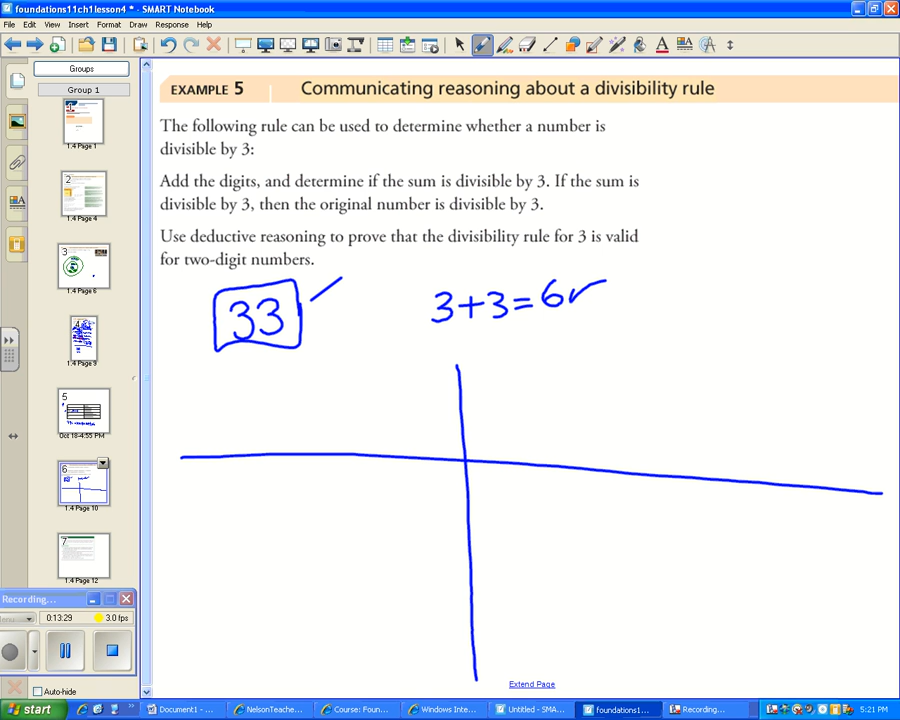 foundations11ch1lesson4 * - SMART Notebook
File Edit View Insert Format Draw Response Help
Groups
Group 1
1
1.4 Page 1
2
1.4 Page 4
3
1.4 Page 6
4
1.4 Page 9
5
Oct 18-4:55 PM
6
1.4 Page 10
7
1.4 Page 12
EXAMPLE 5 Communicating reasoning about a divisibility rule
The following rule can be used to determine whether a number is
divisible by 3:
Add the digits, and determine if the sum is divisible by 3. If the sum is
divisible by 3, then the original number is divisible by 3.
Use deductive reasoning to prove that the divisibility rule for 3 is valid
for two-digit numbers.
33 3+3=6
Recording...
0:13:29 3.0 fps
Auto-hide
Extend Page
start Document1 - ... NelsonTeache... Course: Foun... Windows Inte... Untitled - SMA... foundations1... Recording... 5:21 PM